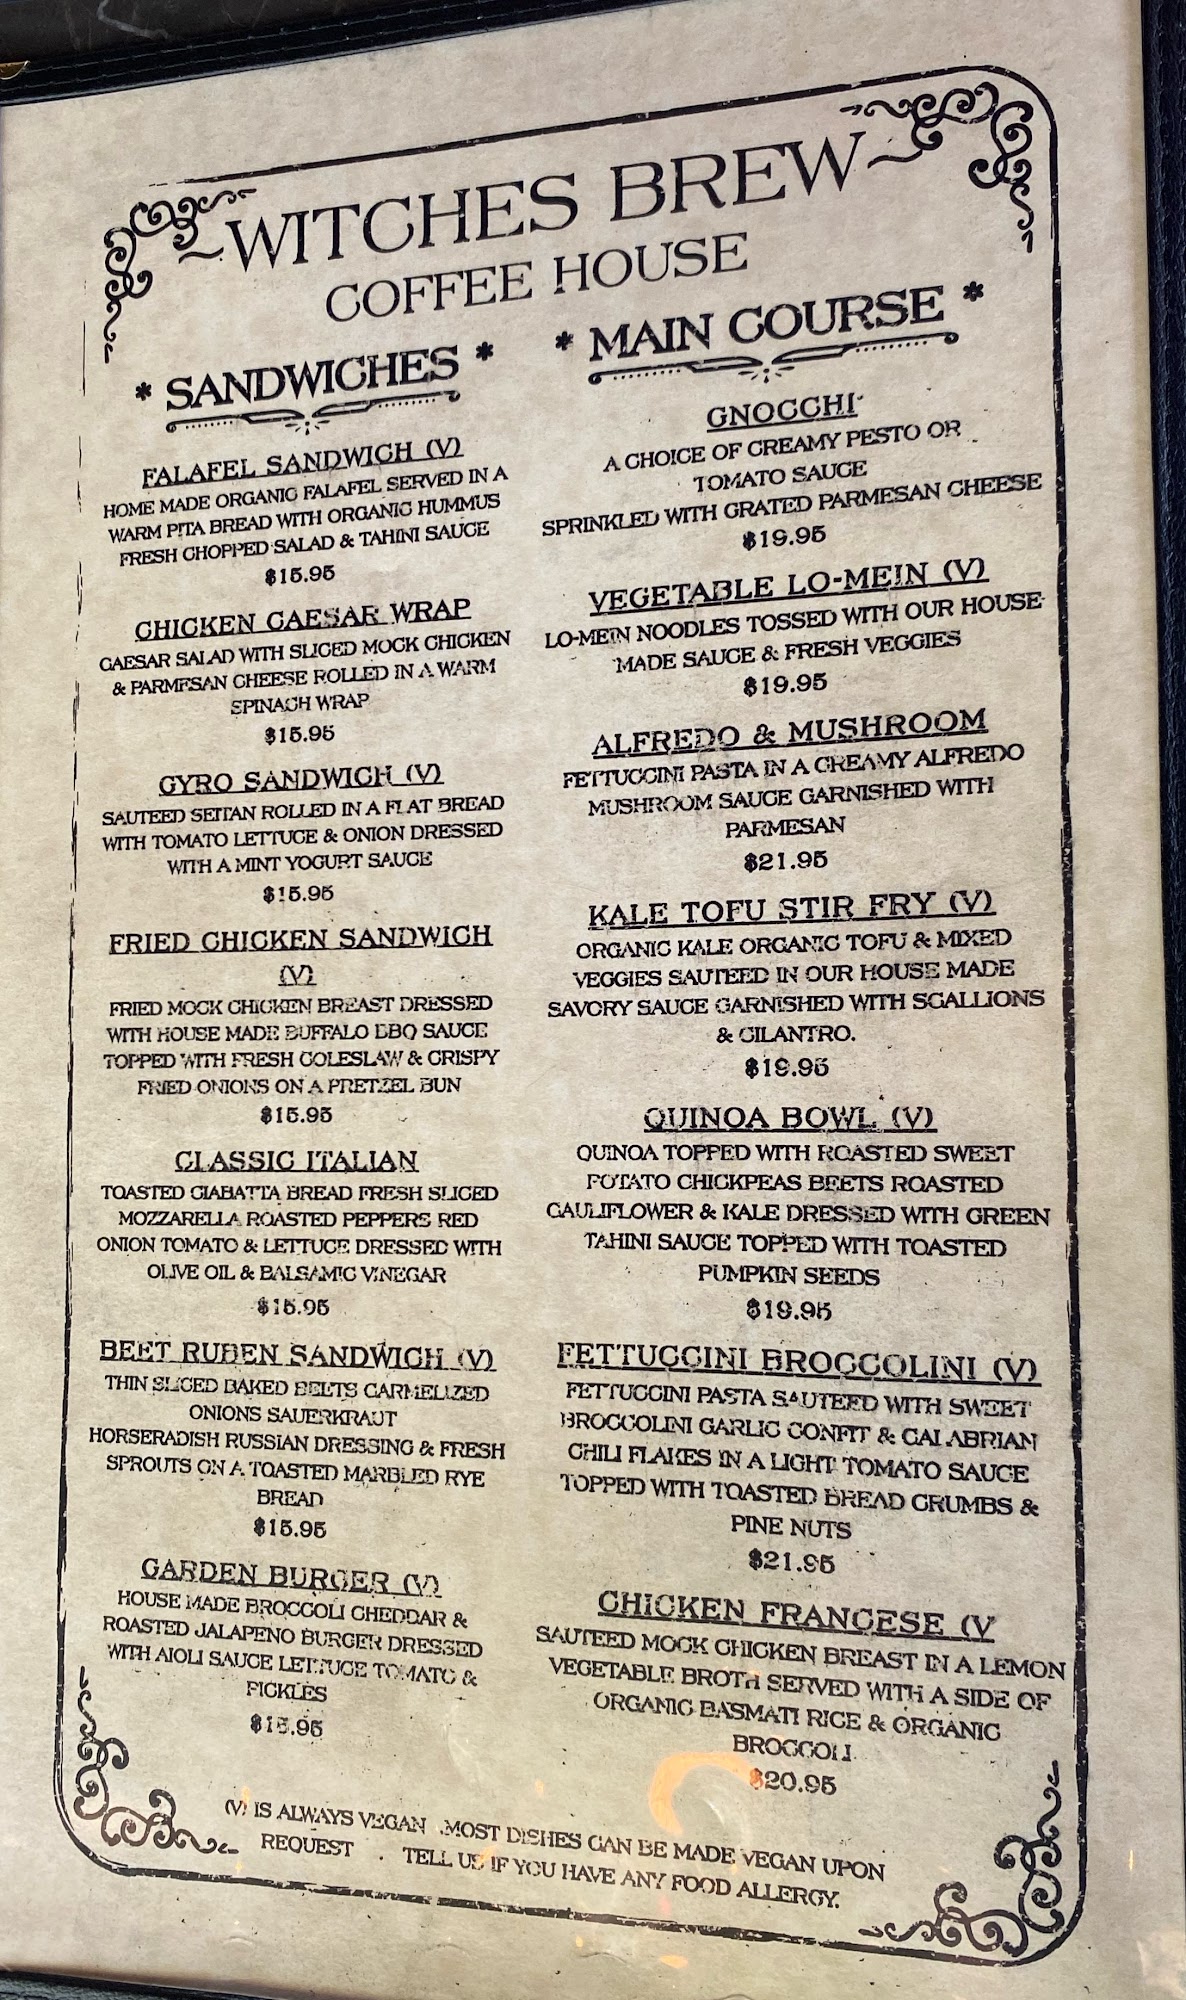 ~WITCHES BREW~
COFFEE HOUSE
* SANDWICHES *
FALAFEL SANDWICH (V)
HOME MADE ORGANIC FALAFEL SERVED IN A
WARM PITA BREAD WITH ORGANIC HUMMUS
FRESH CHOPPED SALAD & TAHINI SAUCE
$15.95
CHICKEN CAESAR WRAP
CAESAR SALAD WITH SLICED MOCK CHICKEN
& PARMESAN CHEESE ROLLED IN A WARM
SPINACH WRAP
$15.95
GYRO SANDWICH (V)
SAUTEED SEITAN ROLLED IN A FLAT BREAD
WITH TOMATO LETTUCE & ONION DRESSED
WITH A MINT YOGURT SAUCE
$15.95
FRIED CHICKEN SANDWICH
(V)
FRIED MOCK CHICKEN BREAST DRESSED
WITH HOUSE MADE BUFFALO BBQ SAUCE
TOPPED WITH FRESH COLESLAW & CRISPY
FRIED ONIONS ON A PRETZEL BUN
$15.95
CLASSIC ITALIAN
TOASTED CIABATTA BREAD FRESH SLICED
MOZZARELLA ROASTED PEPPERS RED
ONION TOMATO & LETTUCE DRESSED WITH
OLIVE OIL & BALSAMIC VINEGAR
$15.95
BEET RUBEN SANDWICH (V)
THIN SLICED BAKED BEETS CARMELIZED
ONIONS SAUERKRAUT
HORSERADISH RUSSIAN DRESSING & FRESH
SPROUTS ON A TOASTED MARBLED RYE
BREAD
$15.95
GARDEN BURGER (V)
HOUSE MADE BROCCOLI CHEDDAR &
ROASTED JALAPENO BURGER DRESSED
WITH AIOLI SAUCE LETTUCE TOMATO &
PICKLES
$15.95
* MAIN COURSE *
GNOCCHI
A CHOICE OF CREAMY PESTO OR
TOMATO SAUCE
SPRINKLED WITH GRATED PARMESAN CHEESE
$19.95
VEGETABLE LO-MEIN (V)
LO-MEIN NOODLES TOSSED WITH OUR HOUSE
MADE SAUCE & FRESH VEGGIES
$19.95
ALFREDO & MUSHROOM
FETTUCCINI PASTA IN A CREAMY ALFREDO
MUSHROOM SAUCE GARNISHED WITH
PARMESAN
$21.95
KALE TOFU STIR FRY (V)
ORGANIC KALE ORGANIC TOFU & MIXED
VEGGIES SAUTEED IN OUR HOUSE MADE
SAVORY SAUCE GARNISHED WITH SCALLIONS
& CILANTRO.
$19.95
QUINOA BOWL (V)
QUINOA TOPPED WITH ROASTED SWEET
POTATO CHICKPEAS BEETS ROASTED
CAULIFLOWER & KALE DRESSED WITH GREEN
TAHINI SAUCE TOPPED WITH TOASTED
PUMPKIN SEEDS
$19.95
FETTUCCINI BROCCOLINI (V)
FETTUCCINI PASTA SAUTEED WITH SWEET
BROCCOLINI GARLIC CONFIT & CALABRIAN
CHILI FLAKES IN A LIGHT TOMATO SAUCE
TOPPED WITH TOASTED BREAD CRUMBS &
PINE NUTS
$21.95
CHICKEN FRANCESE (V
SAUTEED MOCK CHICKEN BREAST IN A LEMON
VEGETABLE BROTH SERVED WITH A SIDE OF
ORGANIC BASMATI RICE & ORGANIC
BROCCOLI
$20.95
(V) IS ALWAYS VEGAN .MOST DISHES CAN BE MADE VEGAN UPON
REQUEST . TELL US IF YOU HAVE ANY FOOD ALLERGY.